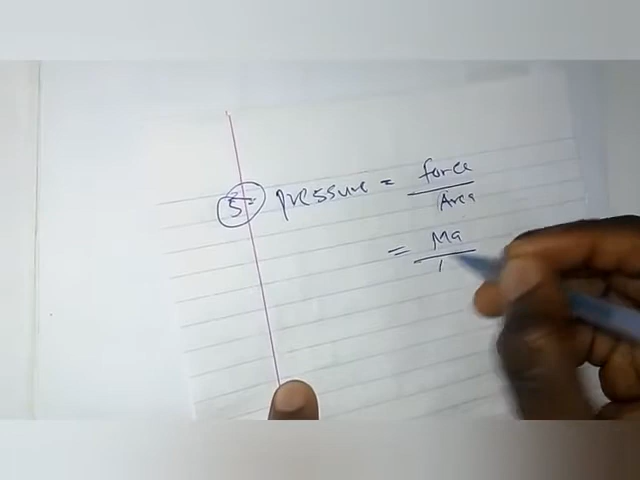 5 pressure = force
Area
= Ma